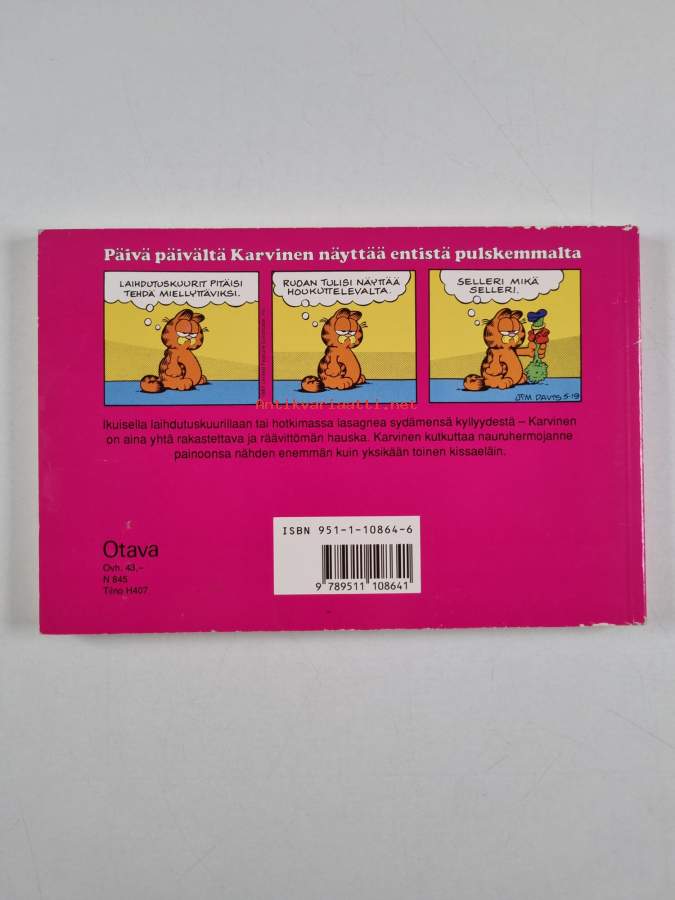 Päivä päivältä Karvinen näyttää entistä pulskemmalta
LAIHDUTUSKUURIT PITÄISI
TEHDÄ MIELLYTTÄVIKSI.
RUOAN TULISI NÄYTTÄÄ
HOUKUTTELEVALTA.
SELLERI MIKÄ
SELLERI.
JIM DAVIS 5-19
Antikvariaatti.net
Ikuisella laihdutuskuurillaan tai hotkimassa lasagnea sydämensä kyllyydestä – Karvinen
on aina yhtä rakastettava ja räävittömän hauska. Karvinen kutkuttaa nauruhermojanne
painoonsa nähden enemmän kuin yksikään toinen kissaeläin.
ISBN 951-1-10864-6
9 789511 108641
Otava
Ovh. 43,–
N 845
Tilno H407